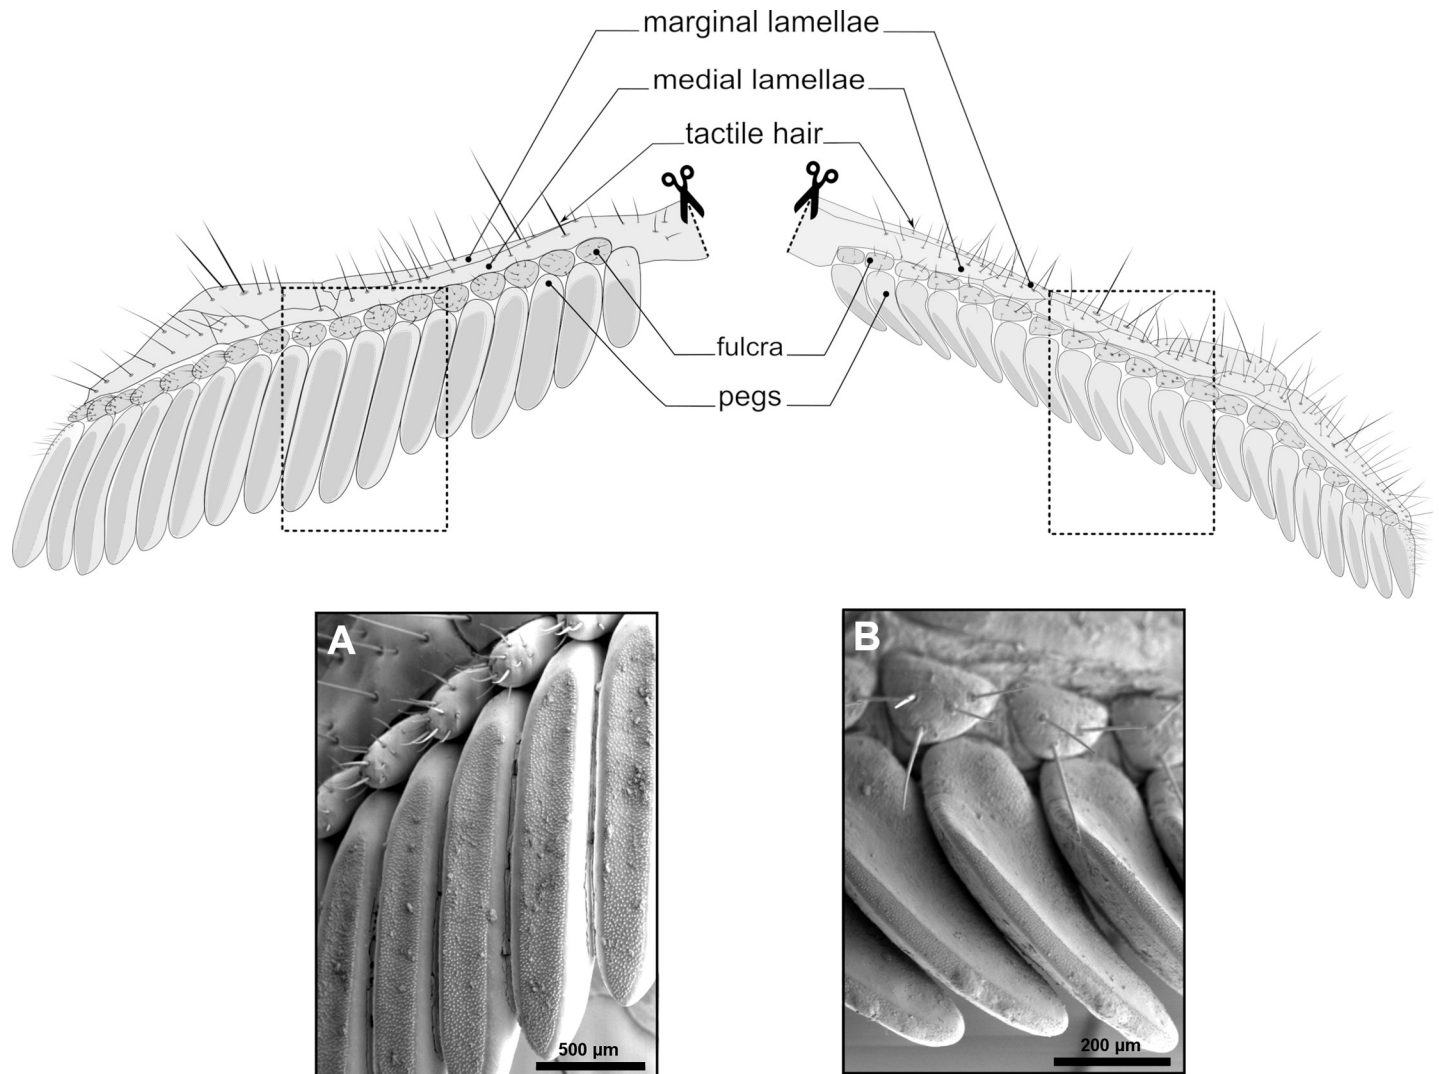 marginal lamellae
medial lamellae
tactile hair
fulcra
pegs
A
B
500 µm
200 µm